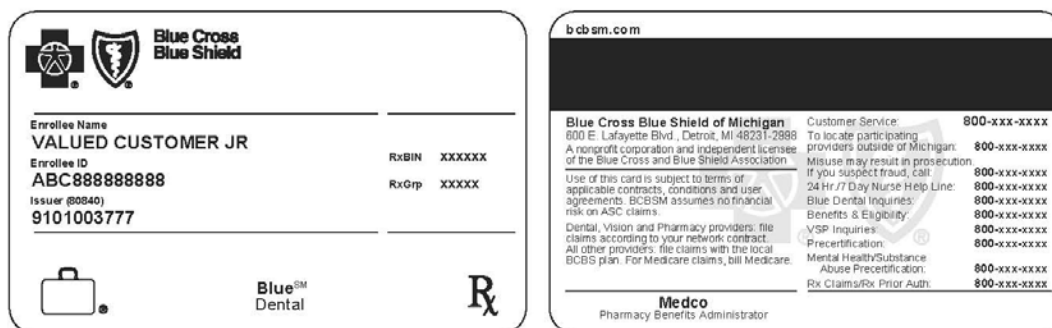 Blue Cross
Blue Shield
®
®
Enrollee Name
VALUED CUSTOMER JR
Enrollee ID
ABC888888888
Issuer (80840)
9101003777
RxBIN XXXXXX
RxGrp XXXXX
®
Blue℠
Dental
Rx
bcbsm.com
Blue Cross Blue Shield of Michigan
600 E. Lafayette Blvd., Detroit, MI 48231-2998
A nonprofit corporation and independent licensee
of the Blue Cross and Blue Shield Association
Use of this card is subject to terms of
applicable contracts, conditions and user
agreements. BCBSM assumes no financial
risk on ASC claims.
Dental, Vision and Pharmacy providers: file
claims according to your network contract.
All other providers: file claims with the local
BCBS plan. For Medicare claims, bill Medicare.
Customer Service: 800-xxx-xxxx
To locate participating
providers outside of Michigan: 800-xxx-xxxx
Misuse may result in prosecution.
If you suspect fraud, call: 800-xxx-xxxx
24 Hr./7 Day Nurse Help Line: 800-xxx-xxxx
Blue Dental Inquiries: 800-xxx-xxxx
Benefits & Eligibility: 800-xxx-xxxx
VSP Inquiries: 800-xxx-xxxx
Precertification: 800-xxx-xxxx
Mental Health/Substance
Abuse Precertification: 800-xxx-xxxx
Rx Claims/Rx Prior Auth: 800-xxx-xxxx
®
Medco
Pharmacy Benefits Administrator